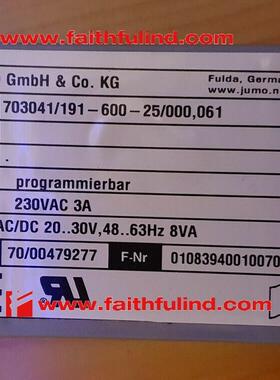 www.faithfulind.com
GmbH & Co. KG
Fulda, Germa
www.jumo.n
703041/191-600-25/000,061
programmierbar
230VAC 3A
AC/DC 20..30V,48..63Hz 8VA
70/00479277
F-Nr
01083940010070
www.faithfulind.com